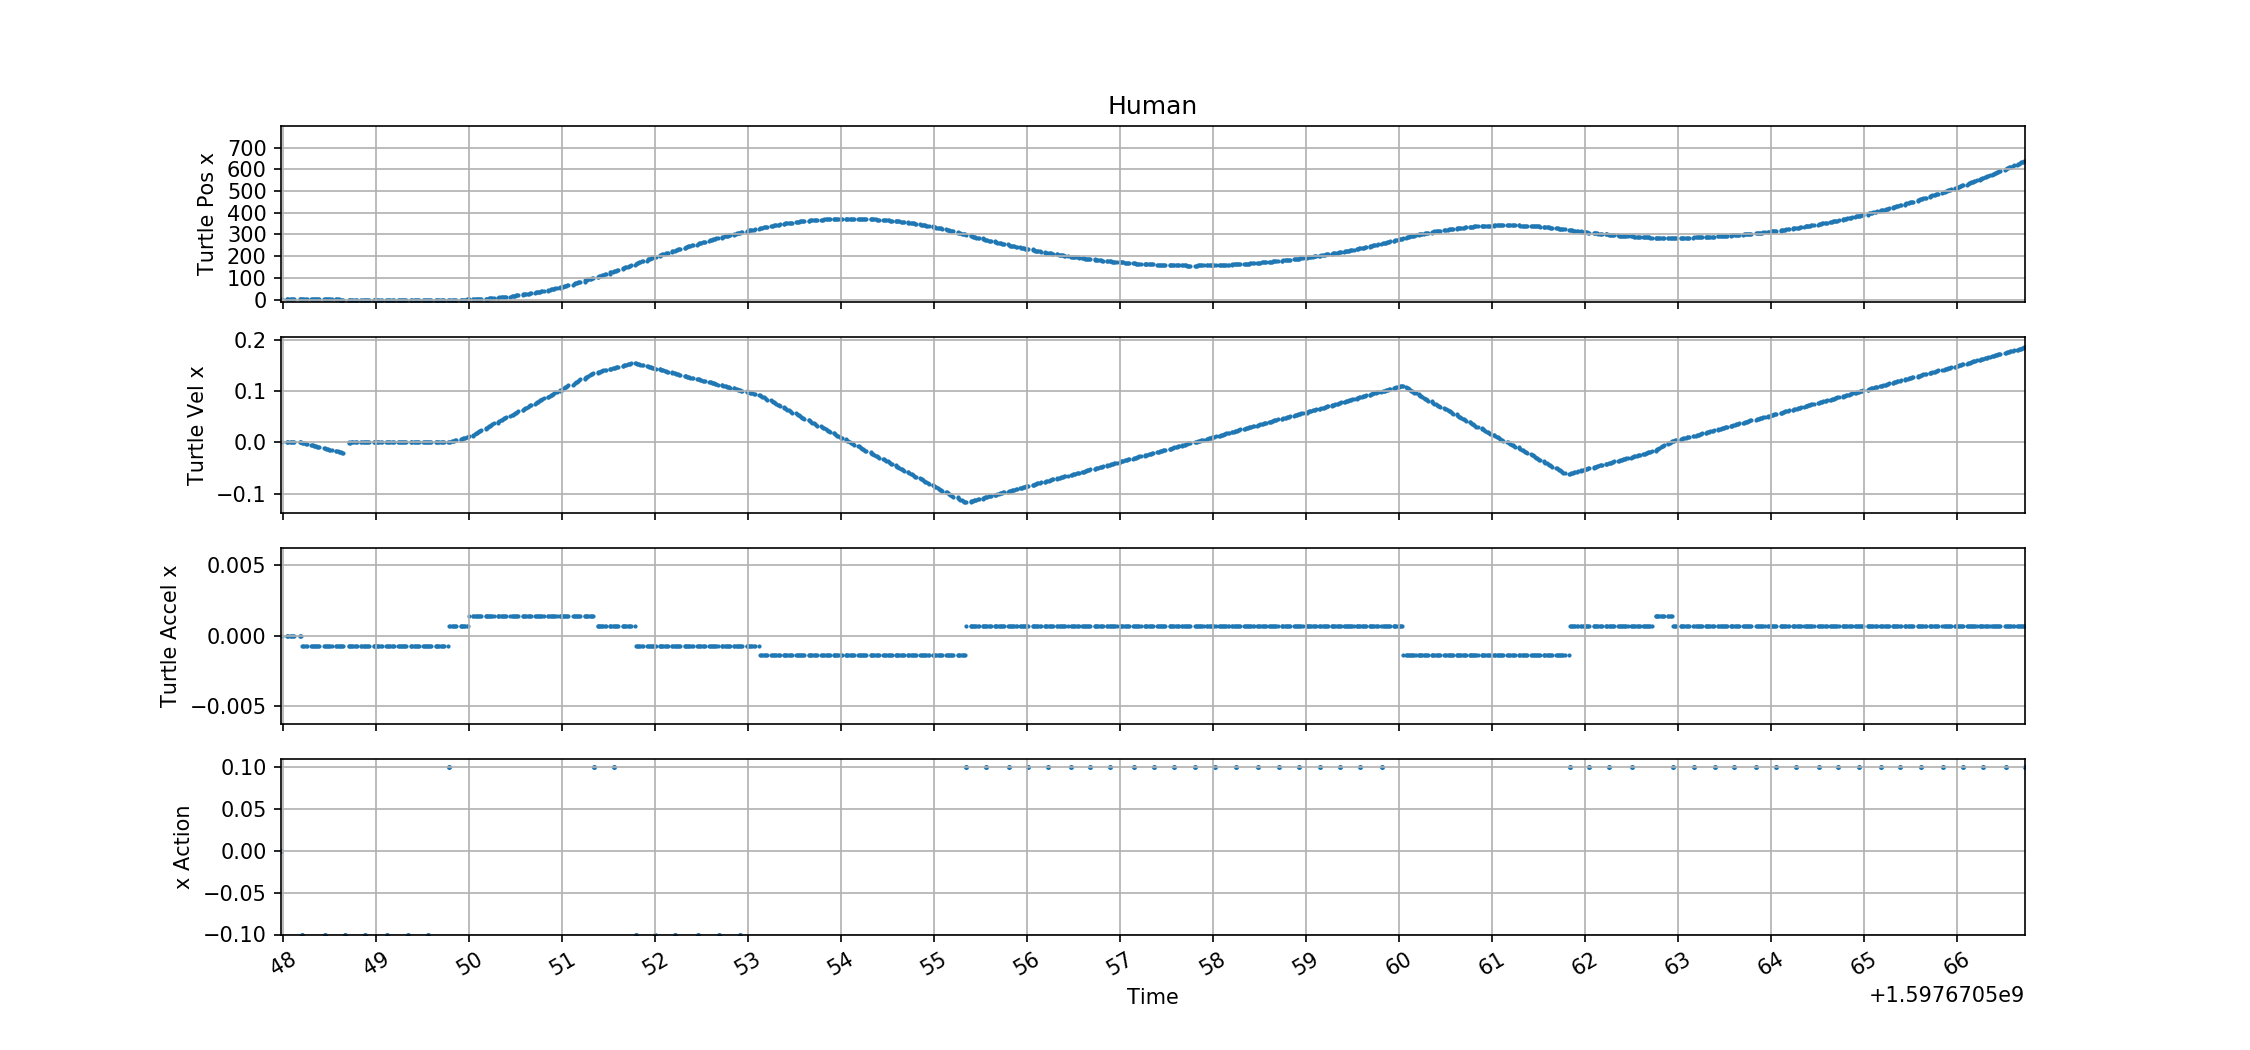 Human
Turtle Pos x
700
600
500
400
300
200
100
0
Turtle Vel x
0.2
0.1
0.0
−0.1
Turtle Accel x
0.005
0.000
−0.005
x Action
0.10
0.05
0.00
−0.05
−0.10
48 49 50 51 52 53 54 55 56 57 58 59 60 61 62 63 64 65 66
Time
+1.5976705e9